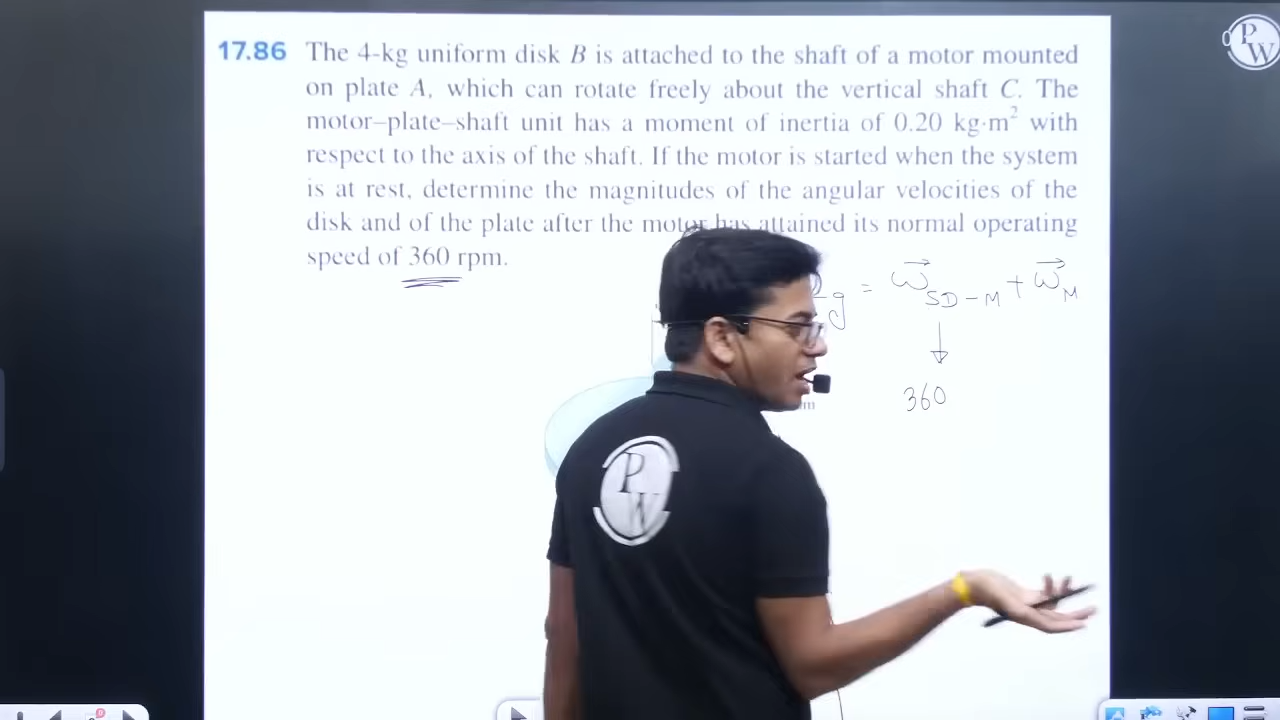 17.86 The 4-kg uniform disk B is attached to the shaft of a motor mounted
on plate A, which can rotate freely about the vertical shaft C. The
motor–plate–shaft unit has a moment of inertia of 0.20 kg·m² with
respect to the axis of the shaft. If the motor is started when the system
is at rest, determine the magnitudes of the angular velocities of the
disk and of the plate after the motor has attained its normal operating
speed of 360 rpm.
g = ω⃗ SD-M + ω⃗ M
↓
360
P W
P W